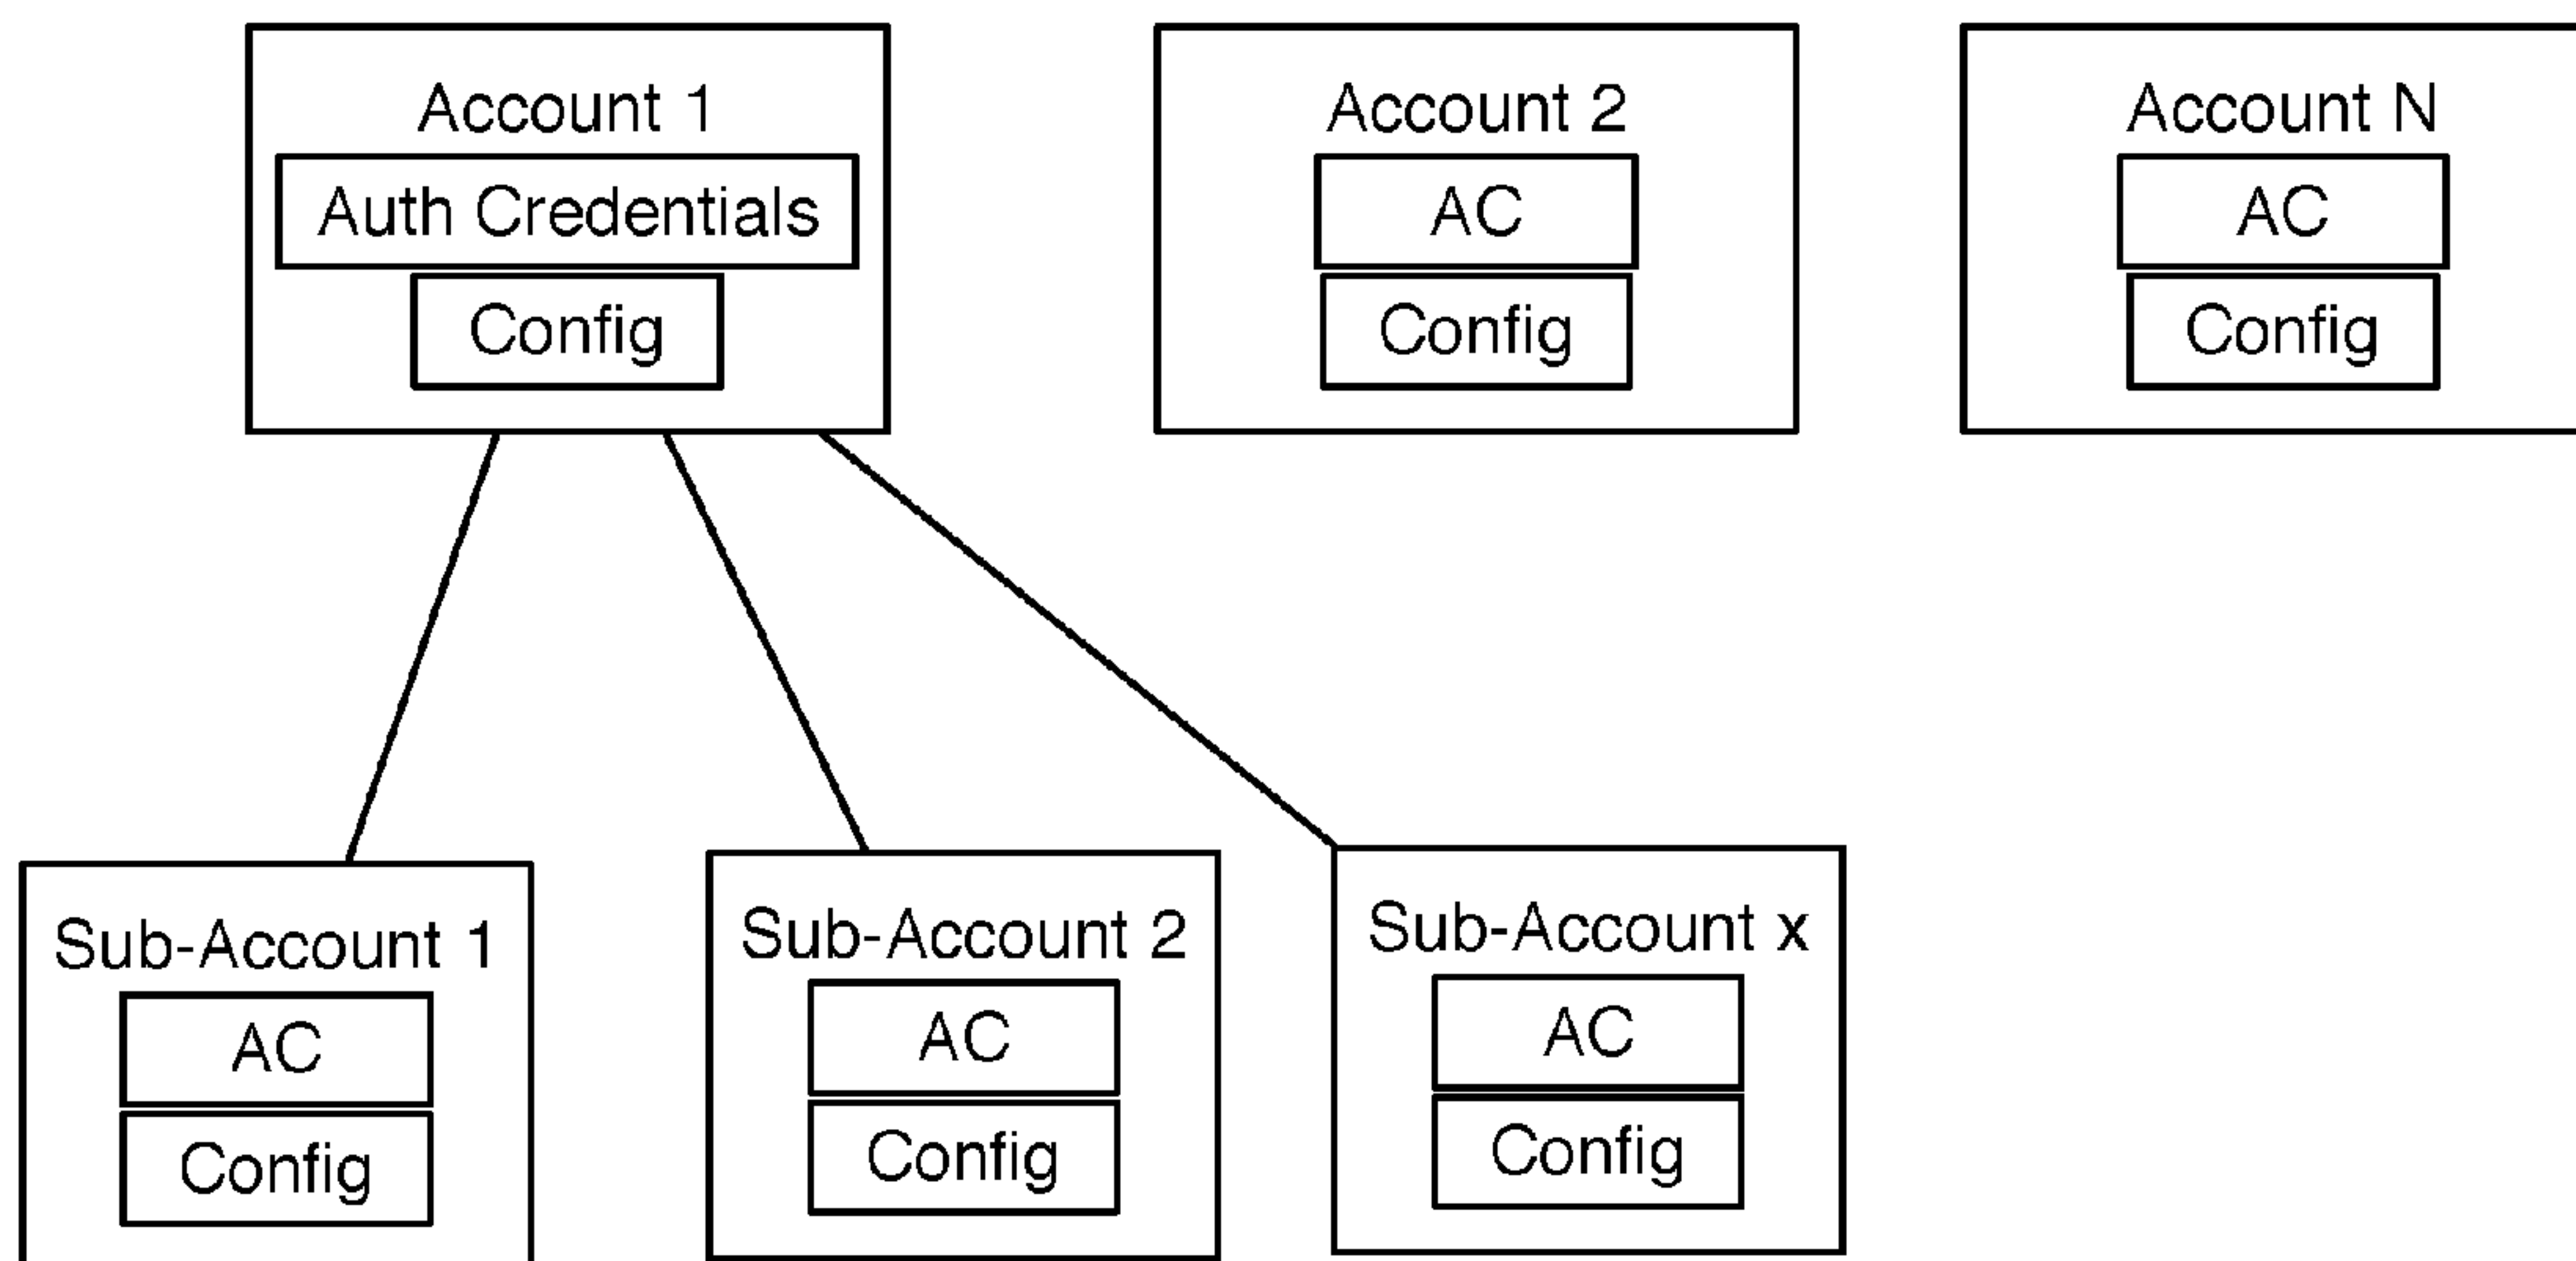 Account 1
Auth Credentials
Config
Account 2
AC
Config
Account N
AC
Config
Sub-Account 1
AC
Config
Sub-Account 2
AC
Config
Sub-Account x
AC
Config